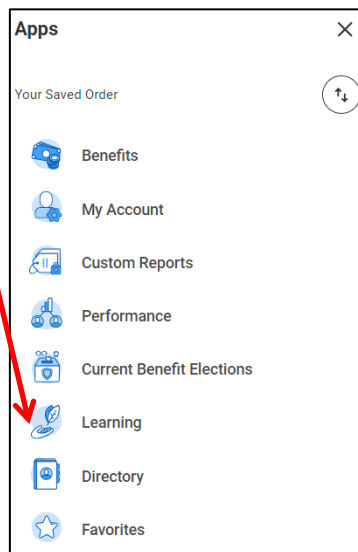 Apps
Your Saved Order
Benefits
My Account
Custom Reports
Performance
Current Benefit Elections
Learning
Directory
Favorites